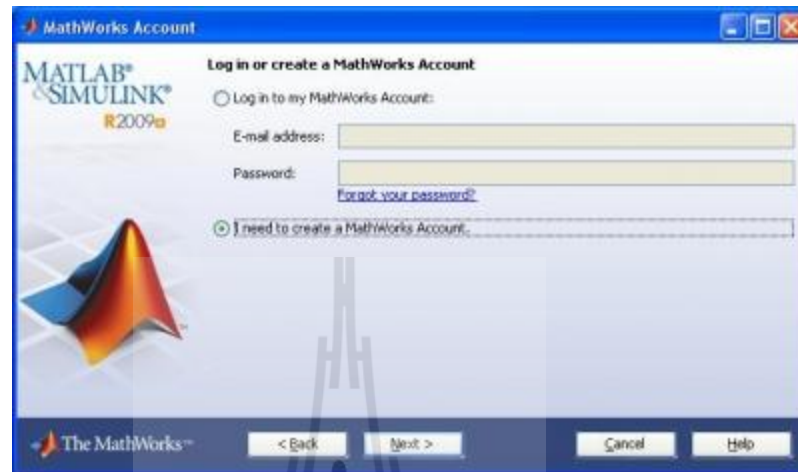 MathWorks Account
MATLAB®
&SIMULINK®
R2009a
Log in or create a MathWorks Account
Log in to my MathWorks Account:
E-mail address:
Password:
Forgot your password?
I need to create a MathWorks Account.
The MathWorks™
< Back
Next >
Cancel
Help